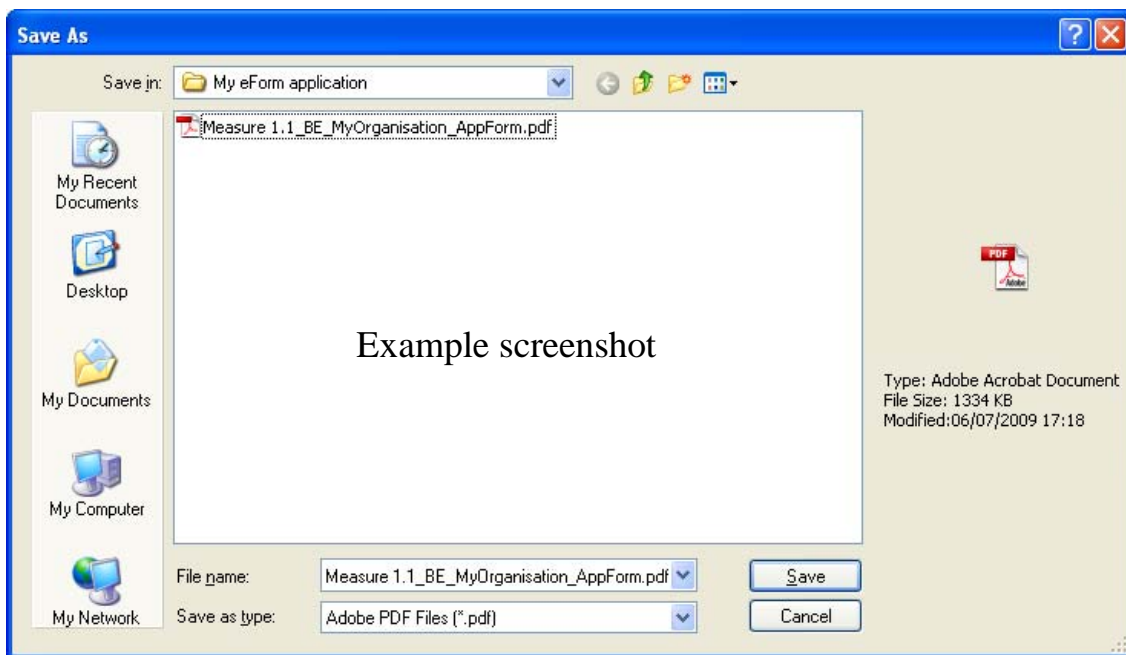 Save As
Save in:
My eForm application
Measure 1.1_BE_MyOrganisation_AppForm.pdf
My Recent
Documents
Desktop
My Documents
My Computer
My Network
Example screenshot
PDF
Adobe
Type: Adobe Acrobat Document
File Size: 1334 KB
Modified:06/07/2009 17:18
File name:
Measure 1.1_BE_MyOrganisation_AppForm.pdf
Save
Save as type:
Adobe PDF Files (*.pdf)
Cancel